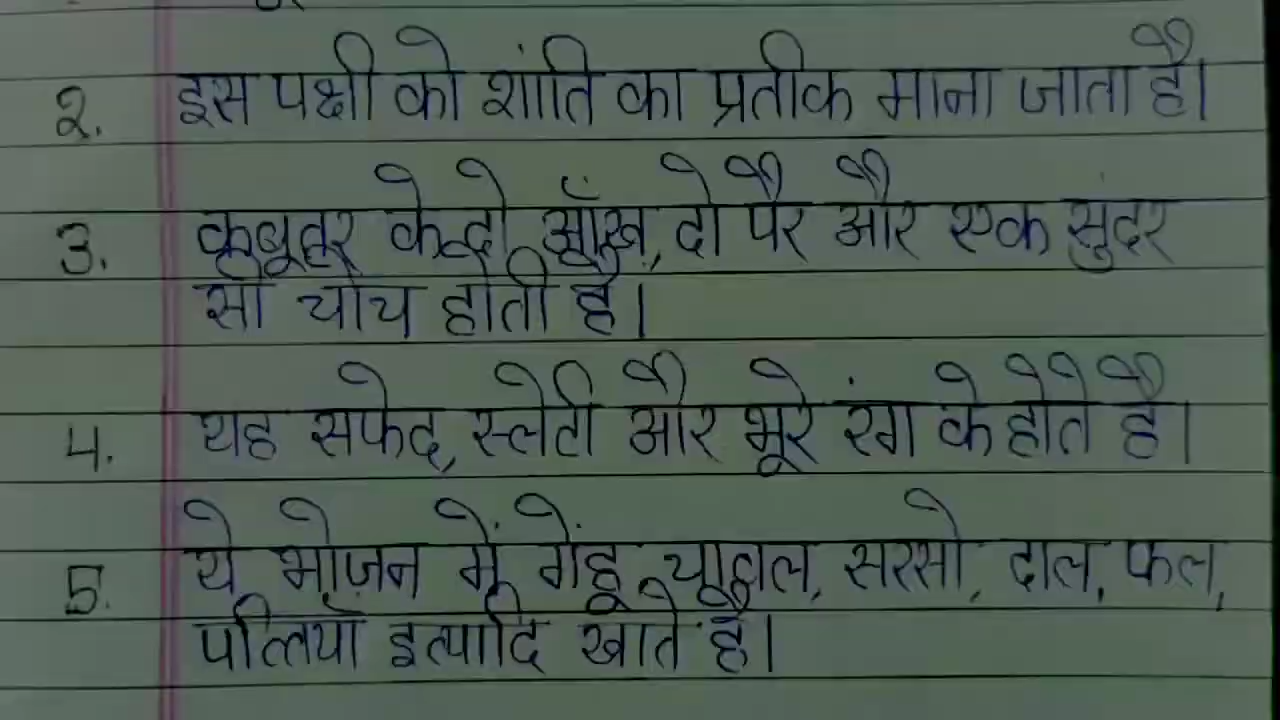 २. इस पक्षी को शांति का प्रतीक माना जाता है।
3. कबूतर के दो आँख, दो पैर और एक सुंदर
सी चोंच होती है।
4. यह सफेद, स्लेटी और भूरे रंग के होते है।
5. ये भोजन में गेंहू, चावल, सरसो, दाल, फल,
पत्तियाँ इत्यादि खाते है।